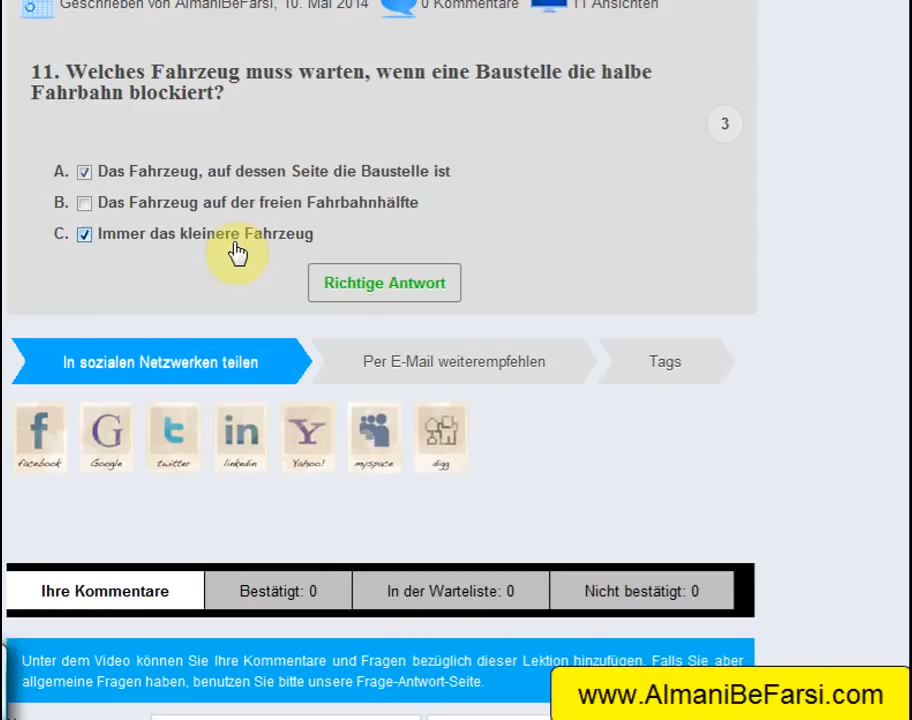 Geschrieben von AlmaniBeFarsi, 10. Mai 2014 0 Kommentare 11 Ansichten
11. Welches Fahrzeug muss warten, wenn eine Baustelle die halbe
Fahrbahn blockiert?
3
A. Das Fahrzeug, auf dessen Seite die Baustelle ist
B. Das Fahrzeug auf der freien Fahrbahnhälfte
C. Immer das kleinere Fahrzeug
Richtige Antwort
In sozialen Netzwerken teilen Per E-Mail weiterempfehlen Tags
facebook Google twitter linkedin Yahoo! myspace digg
Ihre Kommentare Bestätigt: 0 In der Warteliste: 0 Nicht bestätigt: 0
Unter dem Video können Sie Ihre Kommentare und Fragen bezüglich dieser Lektion hinzufügen. Falls Sie aber
allgemeine Fragen haben, benutzen Sie bitte unsere Frage-Antwort-Seite.
www.AlmaniBeFarsi.com